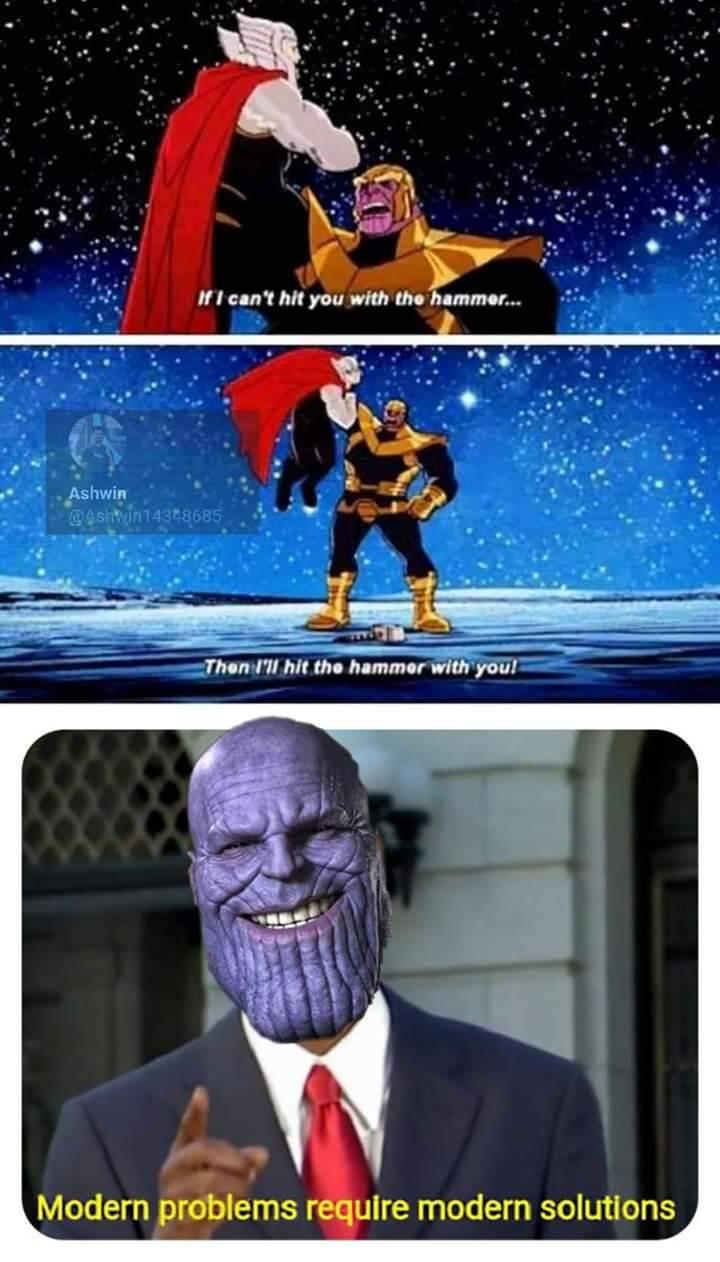 If I can't hit you with the hammer...
Ashwin
@Ashwin14348685
Then I'll hit the hammer with you!
Modern problems require modern solutions